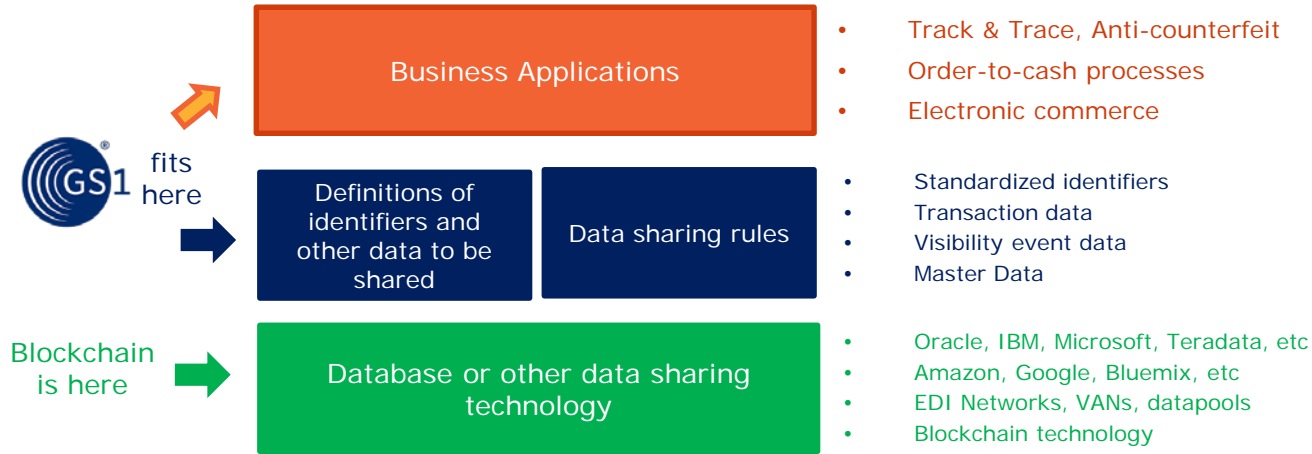 Business Applications
• Track & Trace, Anti-counterfeit
• Order-to-cash processes
• Electronic commerce
GS1®
fits
here
Definitions of
identifiers and
other data to be
shared
Data sharing rules
• Standardized identifiers
• Transaction data
• Visibility event data
• Master Data
Blockchain
is here
Database or other data sharing
technology
• Oracle, IBM, Microsoft, Teradata, etc
• Amazon, Google, Bluemix, etc
• EDI Networks, VANs, datapools
• Blockchain technology